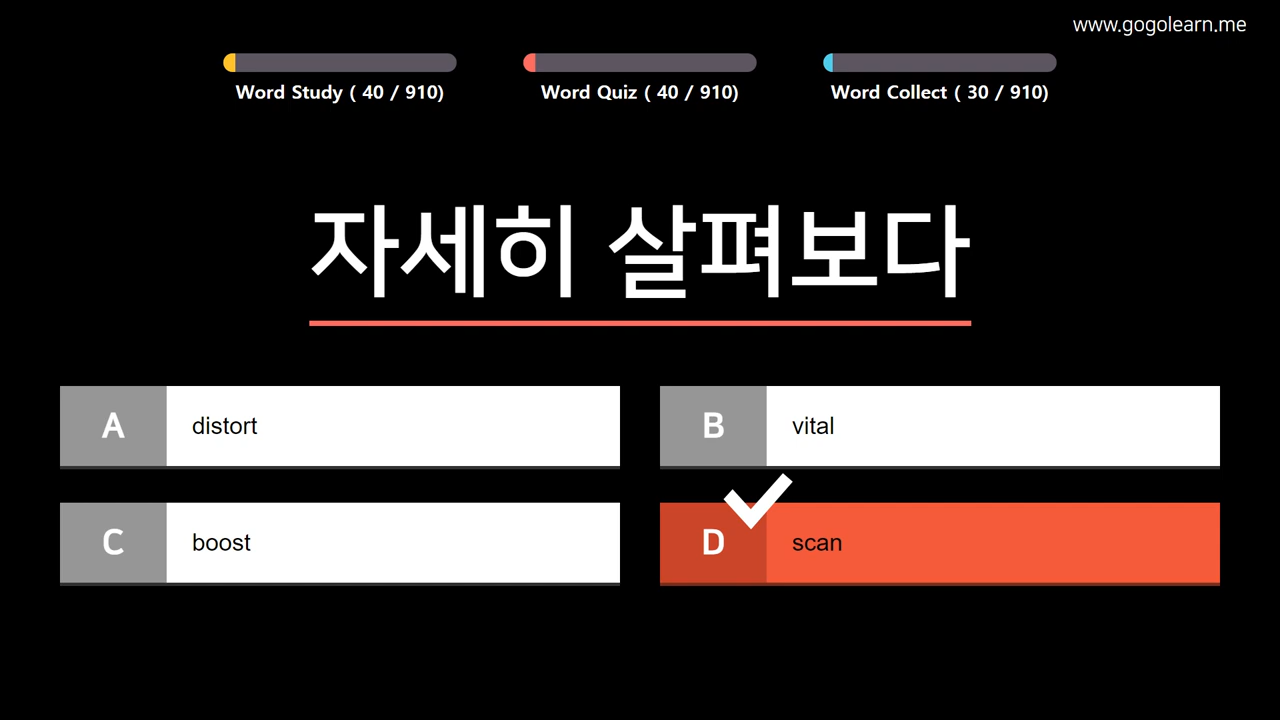 www.gogolearn.me
Word Study ( 40 / 910)
Word Quiz ( 40 / 910)
Word Collect ( 30 / 910)
자세히 살펴보다
A distort
B vital
C boost
D scan